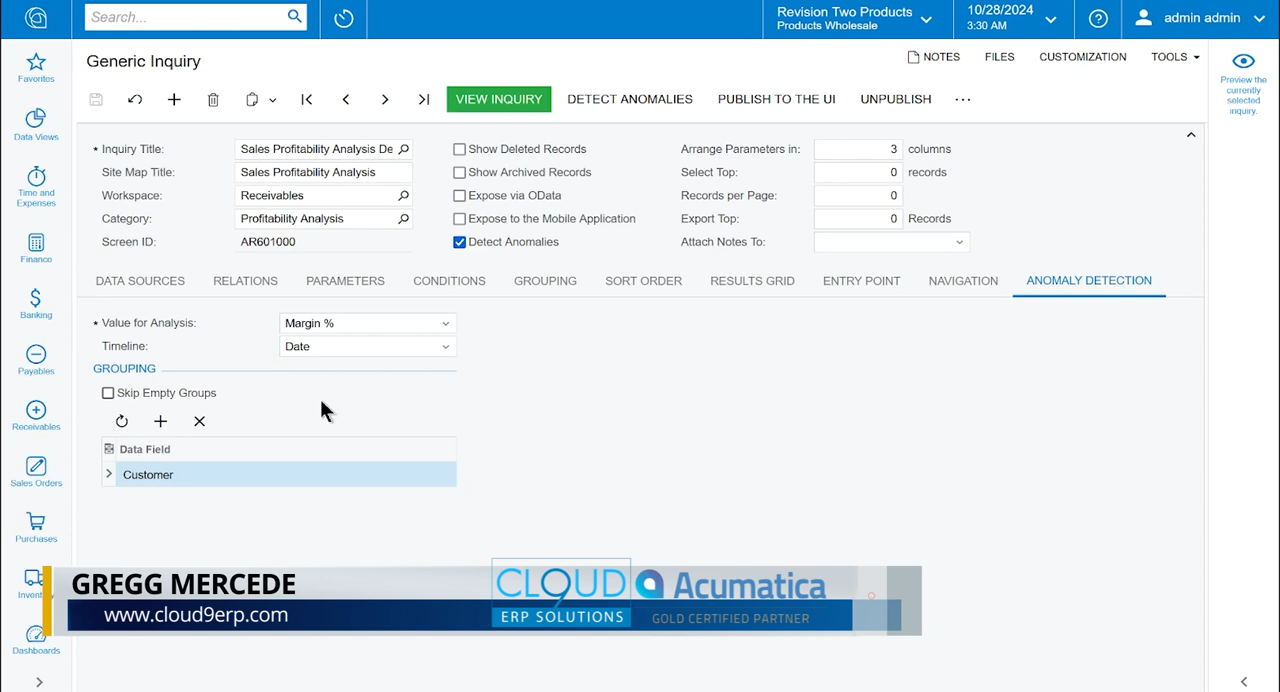 Search...
Revision Two Products
Products Wholesale
10/28/2024
3:30 AM
admin admin
Favorites
Data Views
Time and
Expenses
Finance
Banking
Payables
Receivables
Sales Orders
Purchases
Dashboards
Generic Inquiry
NOTES FILES CUSTOMIZATION TOOLS
VIEW INQUIRY DETECT ANOMALIES PUBLISH TO THE UI UNPUBLISH ...
* Inquiry Title: Sales Profitability Analysis De
Site Map Title: Sales Profitability Analysis
Workspace: Receivables
Category: Profitability Analysis
Screen ID: AR601000
Show Deleted Records
Show Archived Records
Expose via OData
Expose to the Mobile Application
Detect Anomalies
Arrange Parameters in: 3 columns
Select Top: 0 records
Records per Page: 0
Export Top: 0 Records
Attach Notes To:
DATA SOURCES RELATIONS PARAMETERS CONDITIONS GROUPING SORT ORDER RESULTS GRID ENTRY POINT NAVIGATION ANOMALY DETECTION
* Value for Analysis: Margin %
Timeline: Date
GROUPING
Skip Empty Groups
Data Field
Customer
Preview the
currently
selected
inquiry.
GREGG MERCEDE
www.cloud9erp.com
CLOUD9
ERP SOLUTIONS
Acumatica
GOLD CERTIFIED PARTNER